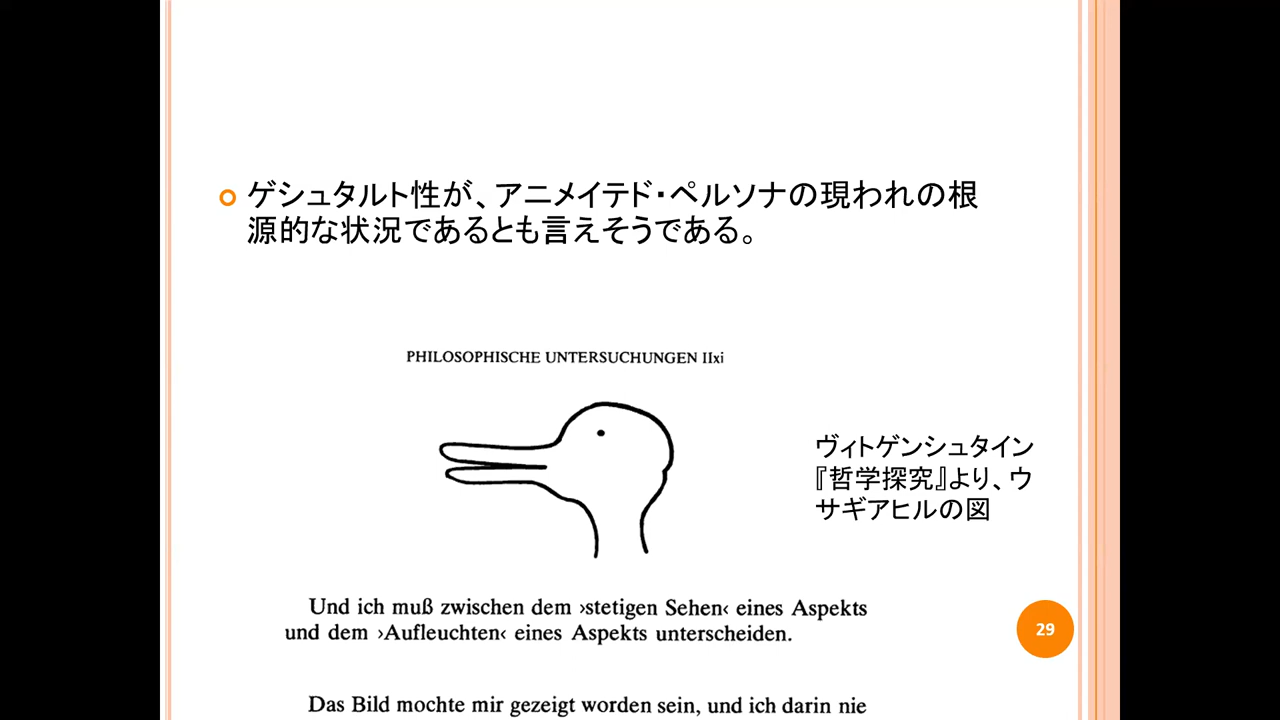 ゲシュタルト性が、アニメイテド・ペルソナの現われの根
源的な状況であるとも言えそうである。
PHILOSOPHISCHE UNTERSUCHUNGEN IIxi
ヴィトゲンシュタイン
『哲学探究』より、ウ
サギアヒルの図
Und ich muß zwischen dem ›stetigen Sehen‹ eines Aspekts
und dem ›Aufleuchten‹ eines Aspekts unterscheiden.
29
Das Bild mochte mir gezeigt worden sein, und ich darin nie